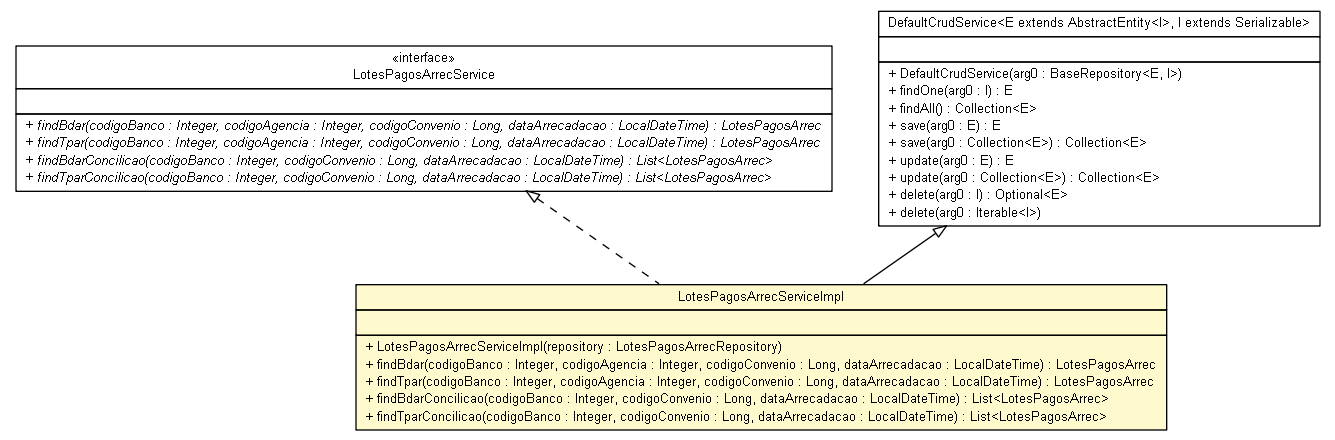 «interface»
LotesPagosArrecService
+ findBdar(codigoBanco : Integer, codigoAgencia : Integer, codigoConvenio : Long, dataArrecadacao : LocalDateTime) : LotesPagosArrec
+ findTpar(codigoBanco : Integer, codigoAgencia : Integer, codigoConvenio : Long, dataArrecadacao : LocalDateTime) : LotesPagosArrec
+ findBdarConcilicao(codigoBanco : Integer, codigoConvenio : Long, dataArrecadacao : LocalDateTime) : List<LotesPagosArrec>
+ findTparConcilicao(codigoBanco : Integer, codigoConvenio : Long, dataArrecadacao : LocalDateTime) : List<LotesPagosArrec>
DefaultCrudService<E extends AbstractEntity<I>, I extends Serializable>
+ DefaultCrudService(arg0 : BaseRepository<E, I>)
+ findOne(arg0 : I) : E
+ findAll() : Collection<E>
+ save(arg0 : E) : E
+ save(arg0 : Collection<E>) : Collection<E>
+ update(arg0 : E) : E
+ update(arg0 : Collection<E>) : Collection<E>
+ delete(arg0 : I) : Optional<E>
+ delete(arg0 : Iterable<I>)
LotesPagosArrecServiceImpl
+ LotesPagosArrecServiceImpl(repository : LotesPagosArrecRepository)
+ findBdar(codigoBanco : Integer, codigoAgencia : Integer, codigoConvenio : Long, dataArrecadacao : LocalDateTime) : LotesPagosArrec
+ findTpar(codigoBanco : Integer, codigoAgencia : Integer, codigoConvenio : Long, dataArrecadacao : LocalDateTime) : LotesPagosArrec
+ findBdarConcilicao(codigoBanco : Integer, codigoConvenio : Long, dataArrecadacao : LocalDateTime) : List<LotesPagosArrec>
+ findTparConcilicao(codigoBanco : Integer, codigoConvenio : Long, dataArrecadacao : LocalDateTime) : List<LotesPagosArrec>